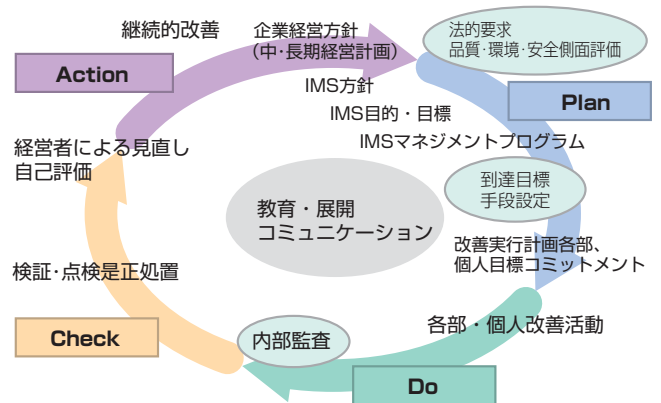 継続的改善
企業経営方針
(中・長期経営計画)
法的要求
品質・環境・安全側面評価
Action
Plan
IMS方針
IMS目的・目標
IMSマネジメントプログラム
経営者による見直し
自己評価
到達目標
手段設定
教育・展開
コミュニケーション
改善実行計画各部、
個人目標コミットメント
検証・点検是正処置
各部・個人改善活動
Check
内部監査
Do